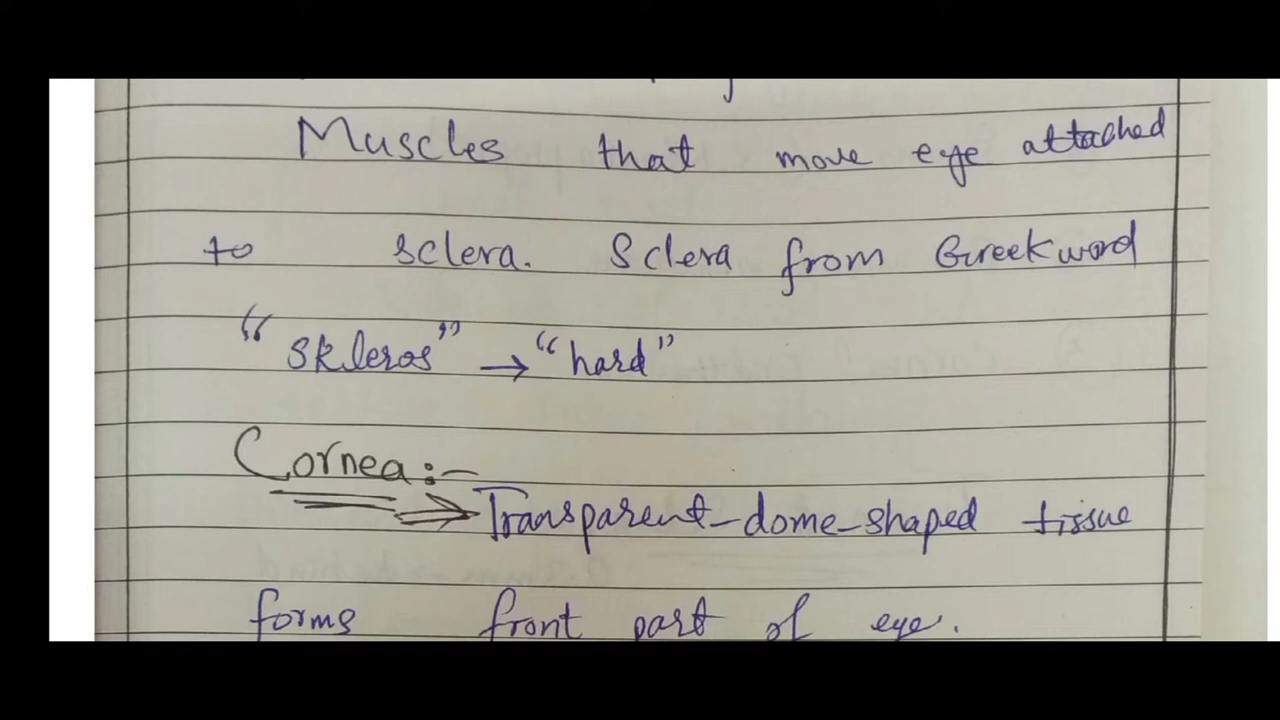 Muscles that move eye attached
to sclera. Sclera from Greek word
"skleros" → "hard"
Cornea :-
⇒ Transparent-dome-shaped tissue
forms front part of eye.